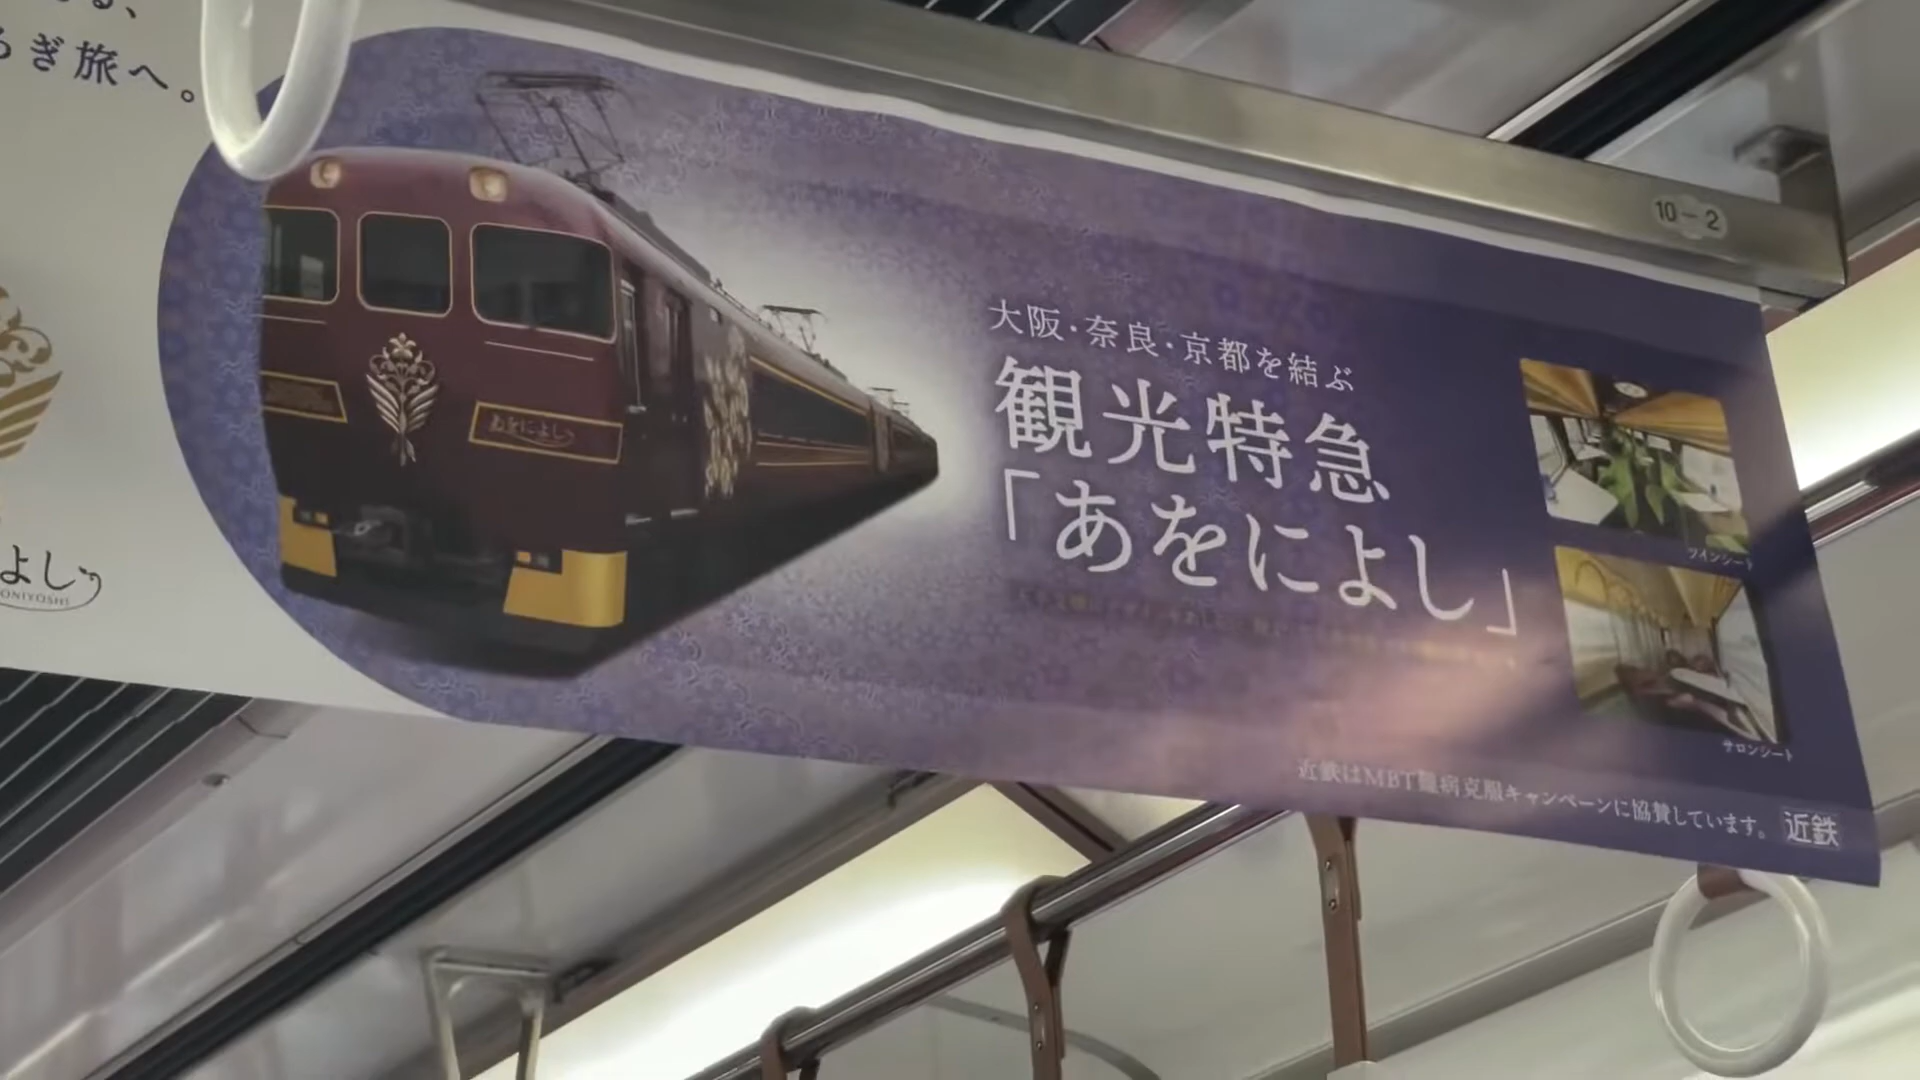 ろぎ旅へ。
よし
ONIYOSHI
あをによし
10-2
大阪・奈良・京都を結ぶ
観光特急
「あをによし」
ツインシート
サロンシート
近鉄はMBT難病克服キャンペーンに協賛しています。
近鉄